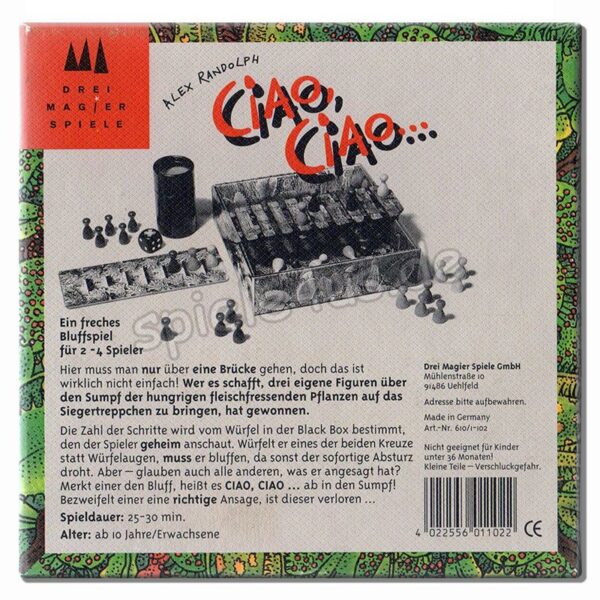 DREI
MAGIER
SPIELE
ALEX RANDOLPH
CIAO,
CIAO...
spiele4us.de
Ein freches
Bluffspiel
für 2 -4 Spieler
Hier muss man nur über eine Brücke gehen, doch das ist
wirklich nicht einfach! Wer es schafft, drei eigene Figuren über
den Sumpf der hungrigen fleischfressenden Pflanzen auf das
Siegertreppchen zu bringen, hat gewonnen.
Die Zahl der Schritte wird vom Würfel in der Black Box bestimmt,
den der Spieler geheim anschaut. Würfelt er eines der beiden Kreuze
statt Würfelaugen, muss er bluffen, da sonst der sofortige Absturz
droht. Aber – glauben auch alle anderen, was er angesagt hat?
Merkt einer den Bluff, heißt es CIAO, CIAO ... ab in den Sumpf!
Bezweifelt einer eine richtige Ansage, ist dieser verloren ...
Spieldauer: 25-30 min.
Alter: ab 10 Jahre/Erwachsene
Drei Magier Spiele GmbH
Mühlenstraße 10
91486 Uehlfeld
Adresse bitte aufbewahren.
Made in Germany
Art.-Nr. 610/1-102
Nicht geeignet für Kinder
unter 36 Monaten!
Kleine Teile – Verschluckgefahr.
4 022556 011022
CE